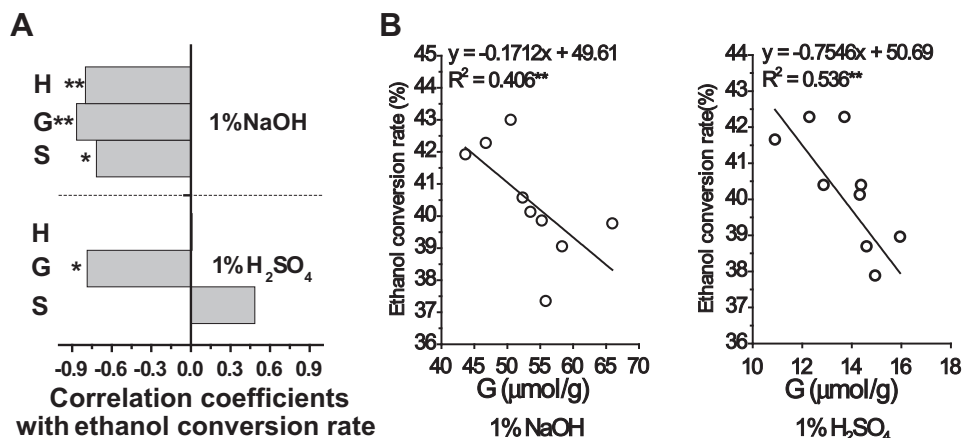 A
H
**
G
**
1%NaOH
S
*
H
G
*
1%H₂SO₄
S
-0.9 -0.6 -0.3 0.0 0.3 0.6 0.9
Correlation coefficients
with ethanol conversion rate
B
y = -0.1712x + 49.61
R² = 0.406**
Ethanol conversion rate (%)
45
44
43
42
41
40
39
38
37
36
40 45 50 55 60 65 70
G (μmol/g)
1% NaOH
y = -0.7546x + 50.69
R² = 0.536**
Ethanol conversion rate(%)
44
43
42
41
40
39
38
37
36
10 12 14 16 18
G (μmol/g)
1% H₂SO₄